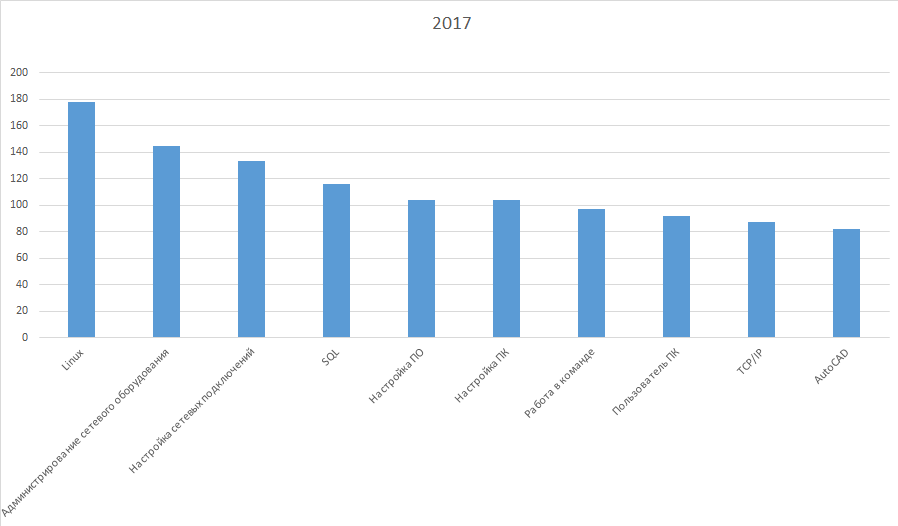 2017
200
180
160
140
120
100
80
60
40
20
0
Linux
Администрирование сетевого оборудования
Настройка сетевых подключений
SQL
Настройка ПО
Настройка ПК
Работа в команде
Пользователь ПК
TCP/IP
AutoCAD